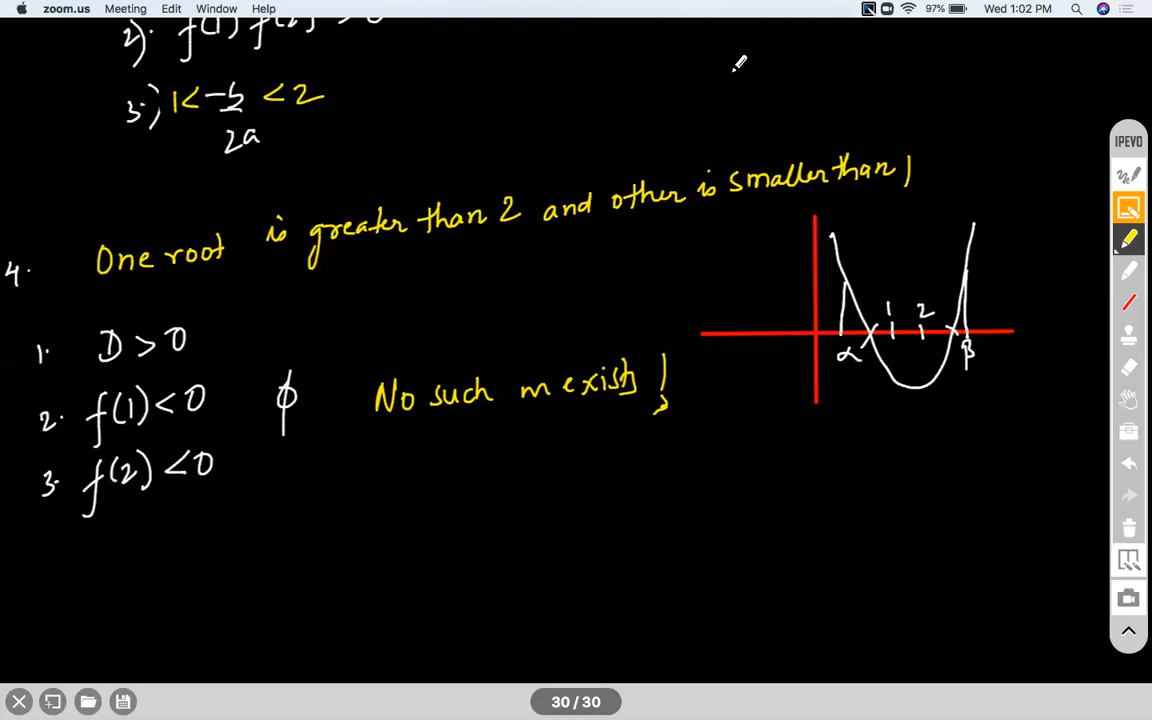 zoom.us Meeting Edit Window Help 97% Wed 1:02 PM
2). f(1) f(2) > 0
3.) 1 < -b/2a < 2
IPEVO
4. One root is greater than 2 and other is smaller than 1
1 2
α β
1. D > 0
2. f(1) < 0 ϕ No such m exists !
3. f(2) < 0
30 / 30